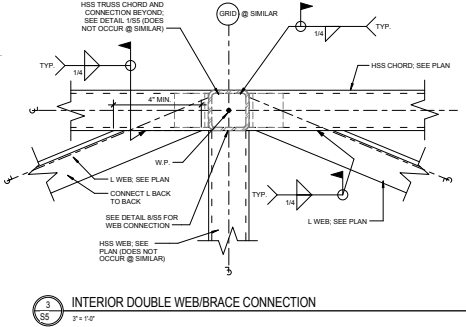 HSS TRUSS CHORD AND
CONNECTION BEYOND;
SEE DETAIL 1/S5 (DOES
NOT OCCUR @ SIMILAR)
GRID @ SIMILAR
TYP.
1/4
TYP.
1/4
HSS CHORD; SEE PLAN
4" MIN.
W.P.
L WEB; SEE PLAN
CONNECT L BACK
TO BACK
TYP.
1/4
L WEB; SEE PLAN
SEE DETAIL 8/S5 FOR
WEB CONNECTION
HSS WEB; SEE
PLAN (DOES NOT
OCCUR @ SIMILAR)
3
S5
INTERIOR DOUBLE WEB/BRACE CONNECTION
3" = 1'-0"